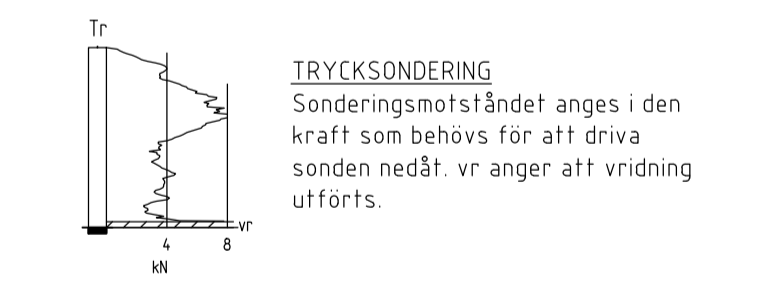 Tr
TRYCKSONDERING
Sonderingsmotståndet anges i den
kraft som behövs för att driva
sonden nedåt. vr anger att vridning
utförts.
vr
4 8
kN